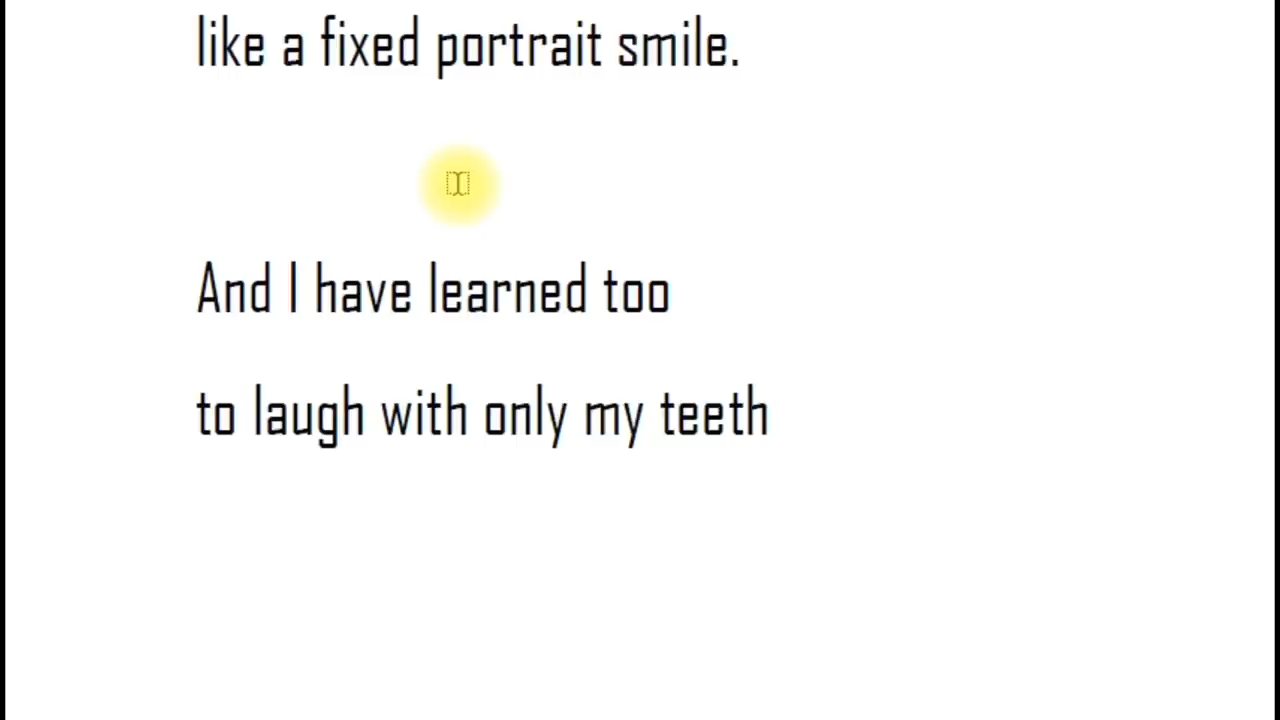 like a fixed portrait smile.
And I have learned too
to laugh with only my teeth